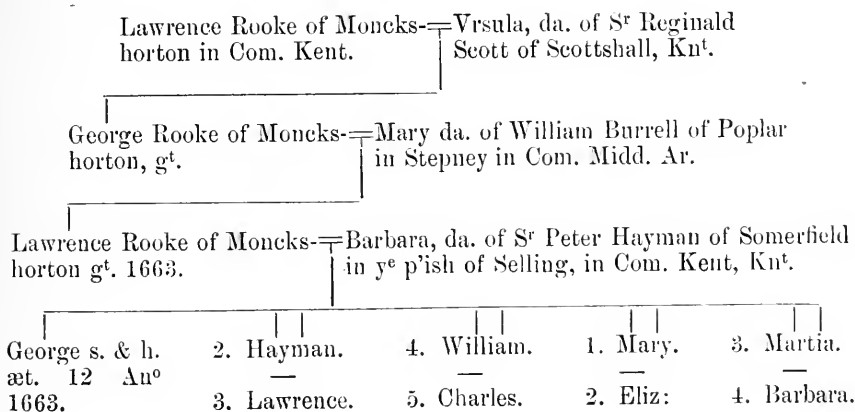 Lawrence Rooke of Moncks-
horton in Com. Kent.
Vrsula, da. of Sʳ Reginald
Scott of Scottshall, Knᵗ.
George Rooke of Moncks-
horton, gᵗ.
Mary da. of William Burrell of Poplar
in Stepney in Com. Midd. Ar.
Lawrence Rooke of Moncks-
horton gᵗ. 1663.
Barbara, da. of Sʳ Peter Hayman of Somerfield
in yᵉ p'ish of Selling, in Com. Kent, Knᵗ.
George s. & h.
æt. 12 Anᵒ
1663.
2. Hayman.
3. Lawrence.
4. William.
5. Charles.
1. Mary.
2. Eliz:
3. Martia.
4. Barbara.